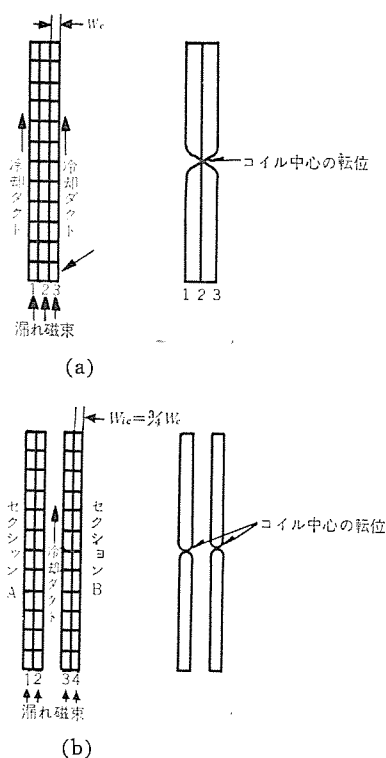 Wc
冷却ダクト
冷却ダクト
1 2 3
漏れ磁束
コイル中心の転位
1 2 3
(a)
Wic=¾Wc
セクション A
冷却ダクト
セクション B
1 2
3 4
漏れ磁束
コイル中心の転位
(b)